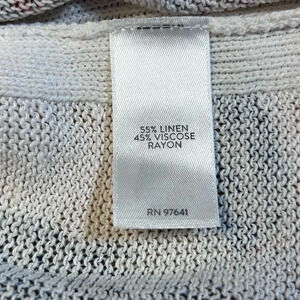 55% LINEN
45% VISCOSE
RAYON
RN 97641